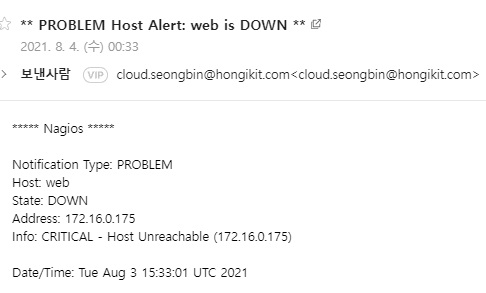 ** PROBLEM Host Alert: web is DOWN **
2021. 8. 4. (수) 00:33
보낸사람 VIP cloud.seongbin@hongikit.com<cloud.seongbin@hongikit.com>
***** Nagios *****
Notification Type: PROBLEM
Host: web
State: DOWN
Address: 172.16.0.175
Info: CRITICAL - Host Unreachable (172.16.0.175)
Date/Time: Tue Aug 3 15:33:01 UTC 2021